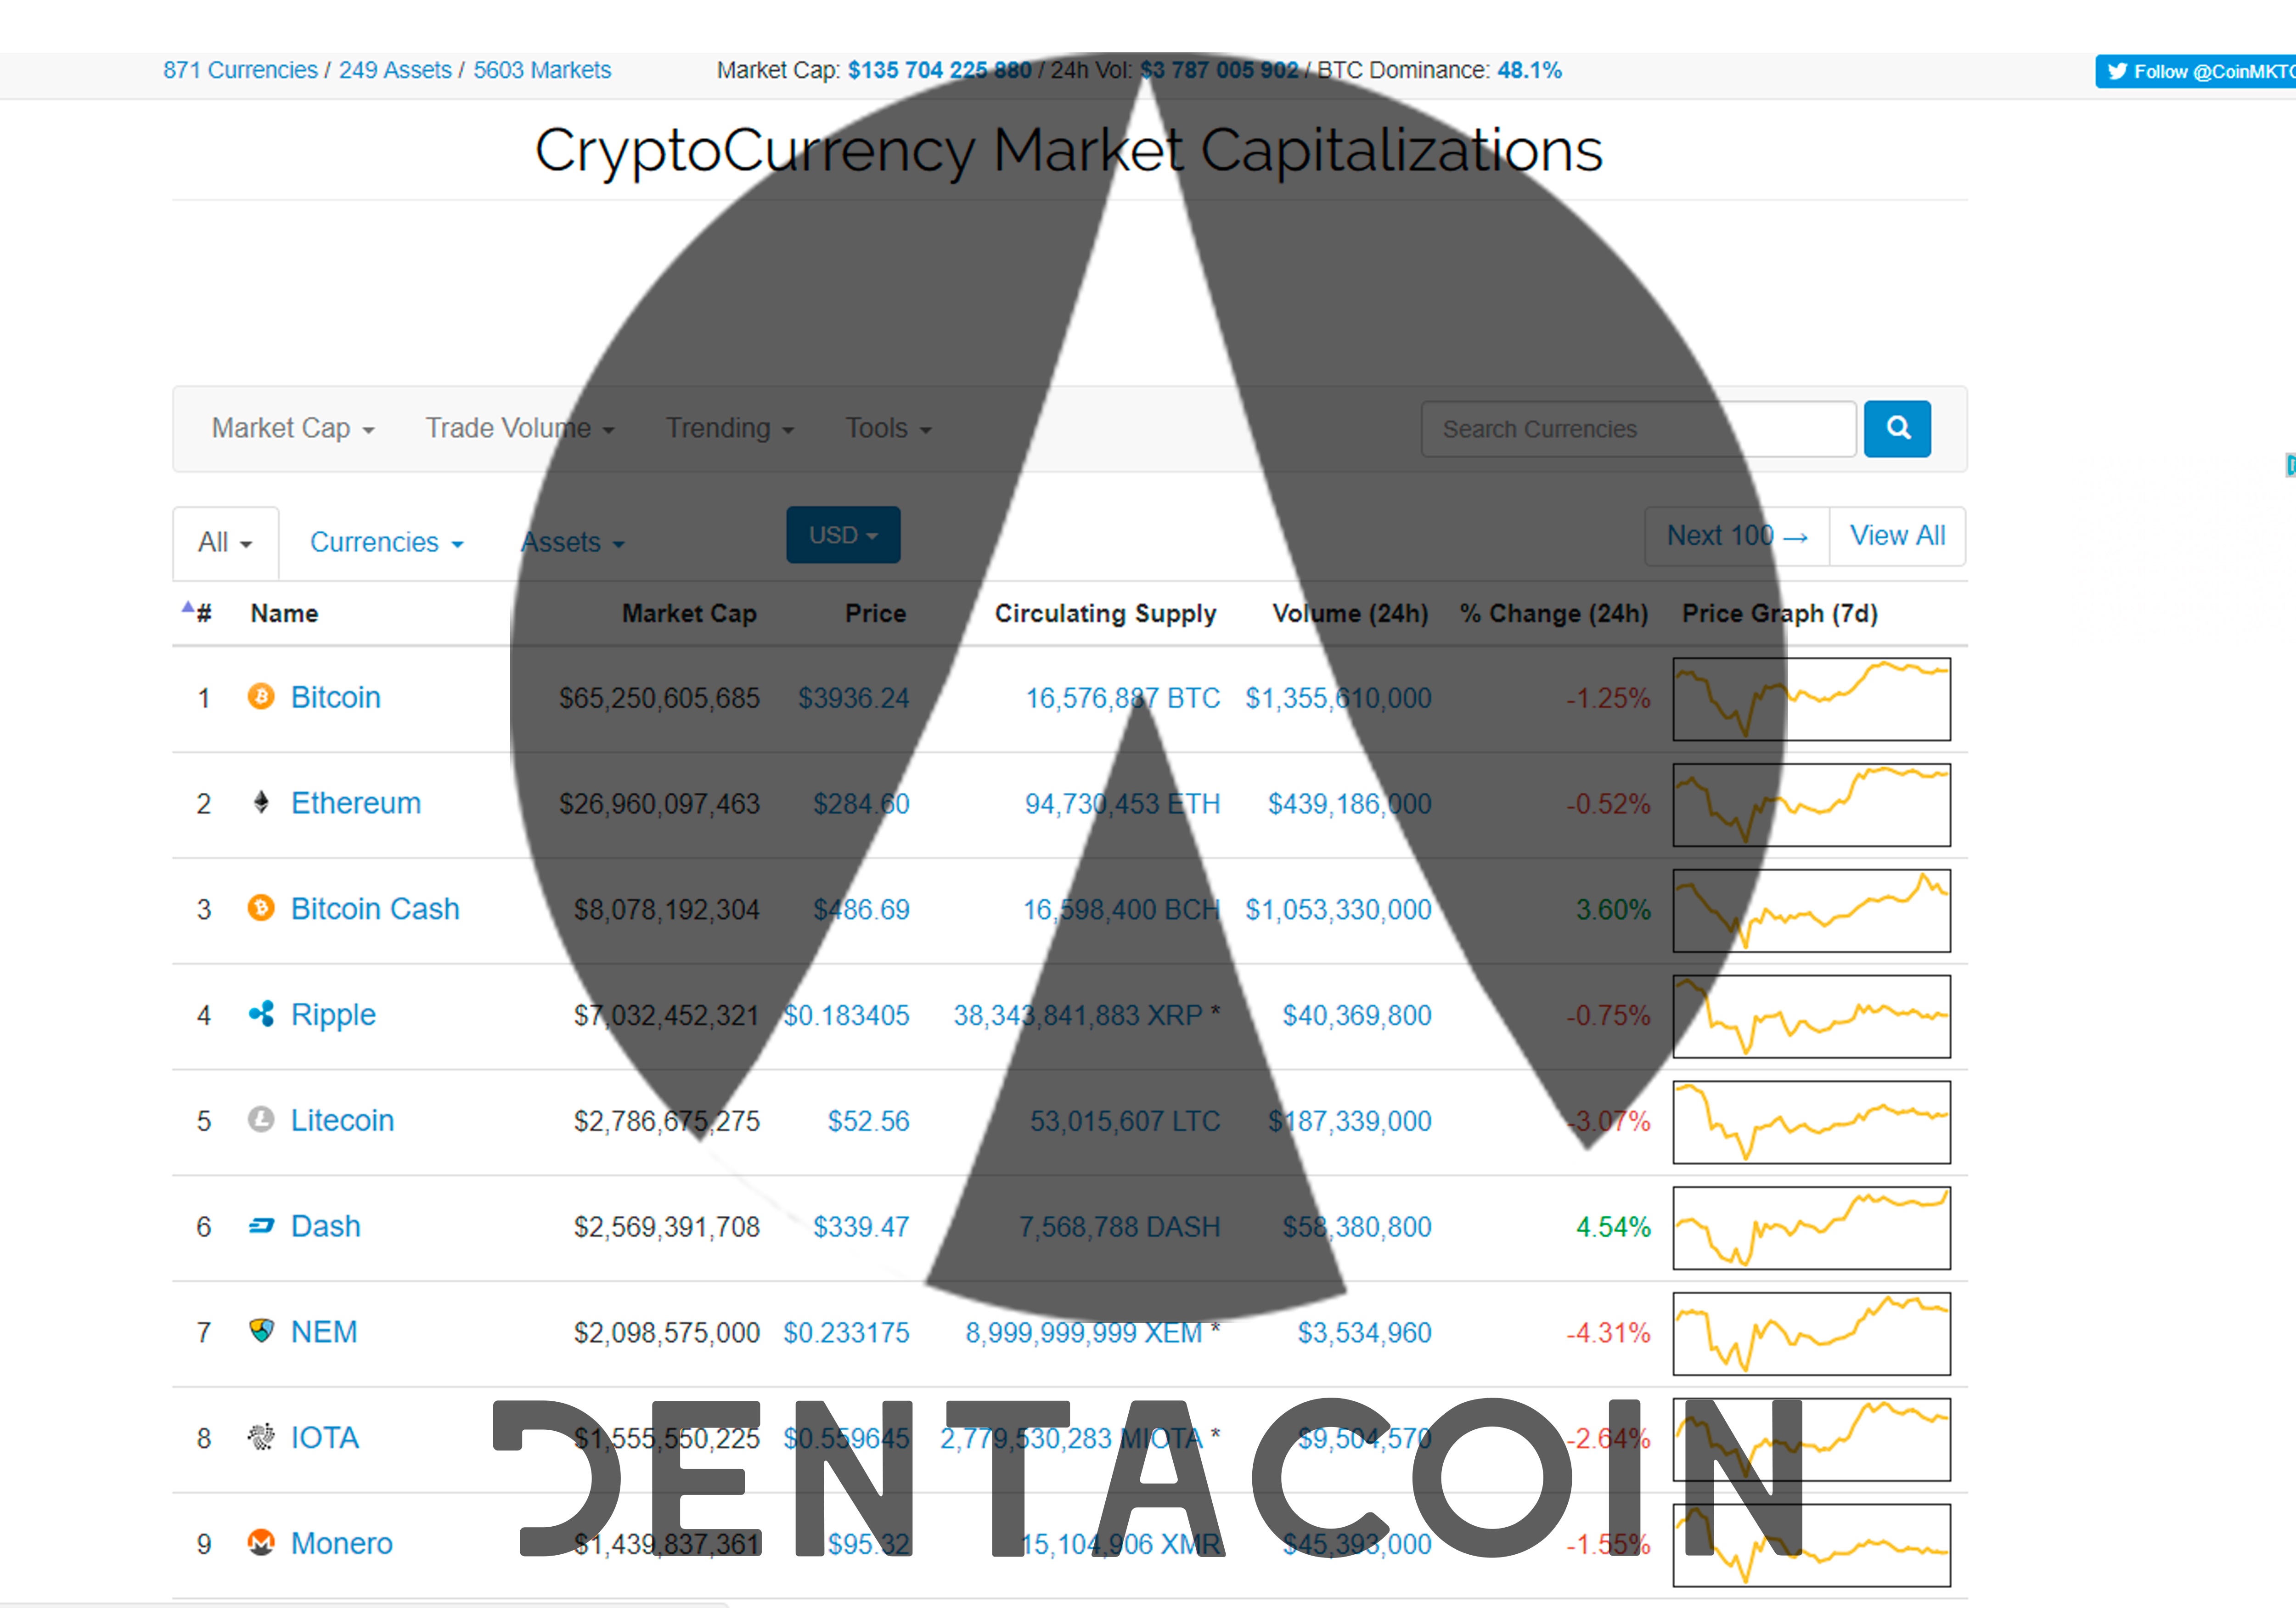 871 Currencies / 249 Assets / 5603 Markets Market Cap: $135 704 225 880 / 24h Vol: $3 787 005 902 / BTC Dominance: 48.1% Follow @CoinMKTC
CryptoCurrency Market Capitalizations
Market Cap Trade Volume Trending Tools Search Currencies
All Currencies Assets USD Next 100 → View All
# Name Market Cap Price Circulating Supply Volume (24h) % Change (24h) Price Graph (7d)
1 Bitcoin $65,250,605,685 $3936.24 16,576,887 BTC $1,355,610,000 -1.25%
2 Ethereum $26,960,097,463 $284.60 94,730,453 ETH $439,186,000 -0.52%
3 Bitcoin Cash $8,078,192,304 $486.69 16,598,400 BCH $1,053,330,000 3.60%
4 Ripple $7,032,452,321 $0.183405 38,343,841,883 XRP * $40,369,800 -0.75%
5 Litecoin $2,786,675,275 $52.56 53,015,607 LTC $187,339,000 -3.07%
6 Dash $2,569,391,708 $339.47 7,568,788 DASH $58,380,800 4.54%
7 NEM $2,098,575,000 $0.233175 8,999,999,999 XEM * $3,534,960 -4.31%
8 IOTA $1,555,550,225 $0.559645 2,779,530,283 MIOTA * $9,504,570 -2.64%
9 Monero $1,439,837,361 $95.32 15,104,906 XMR $45,393,000 -1.55%
DENTACOIN